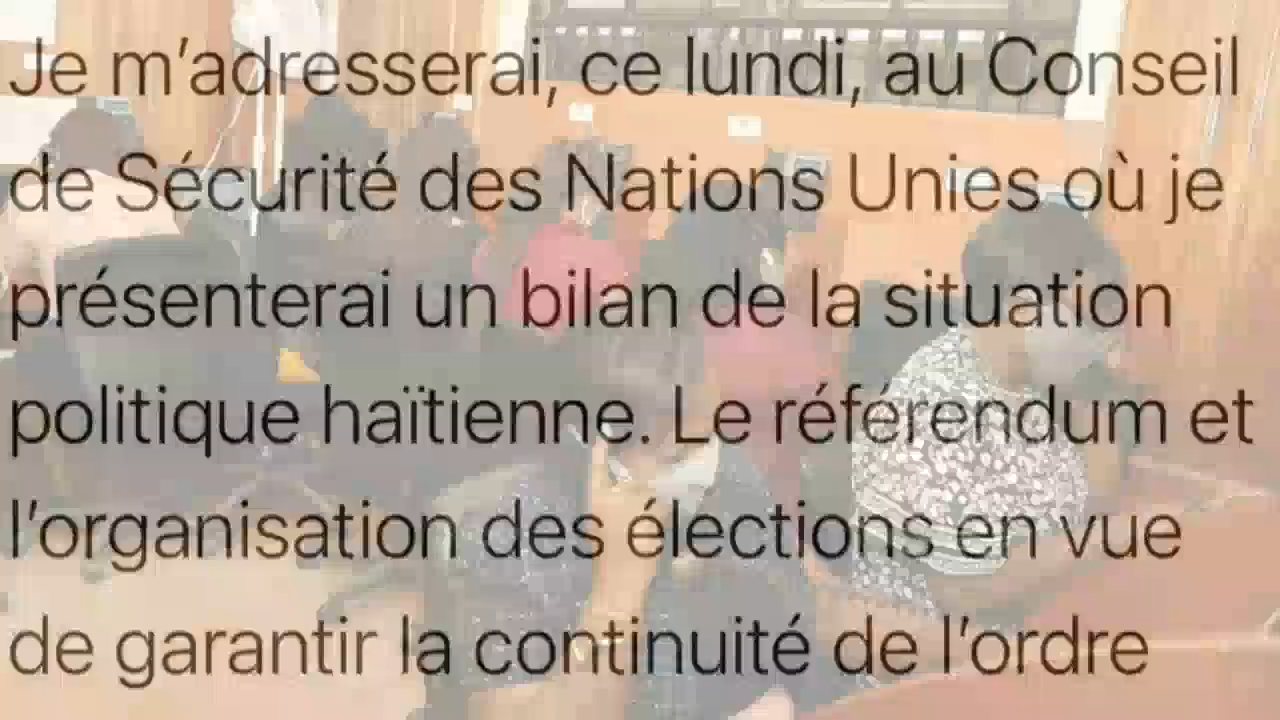 Je m’adresserai, ce lundi, au Conseil
de Sécurité des Nations Unies où je
présenterai un bilan de la situation
politique haïtienne. Le référendum et
l’organisation des élections en vue
de garantir la continuité de l’ordre